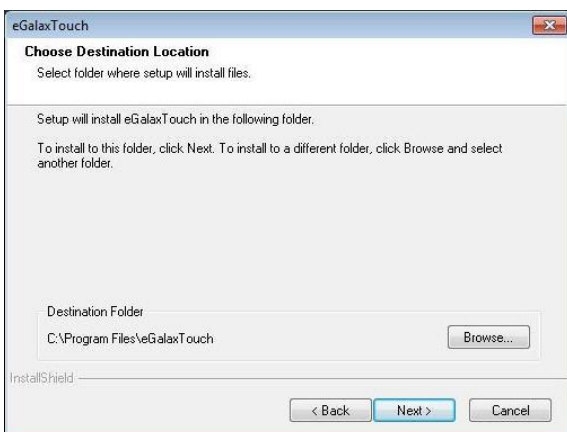 eGalaxTouch
Choose Destination Location
Select folder where setup will install files.
Setup will install eGalaxTouch in the following folder.
To install to this folder, click Next. To install to a different folder, click Browse and select
another folder.
Destination Folder
C:\Program Files\eGalaxTouch
Browse...
InstallShield
< Back
Next >
Cancel